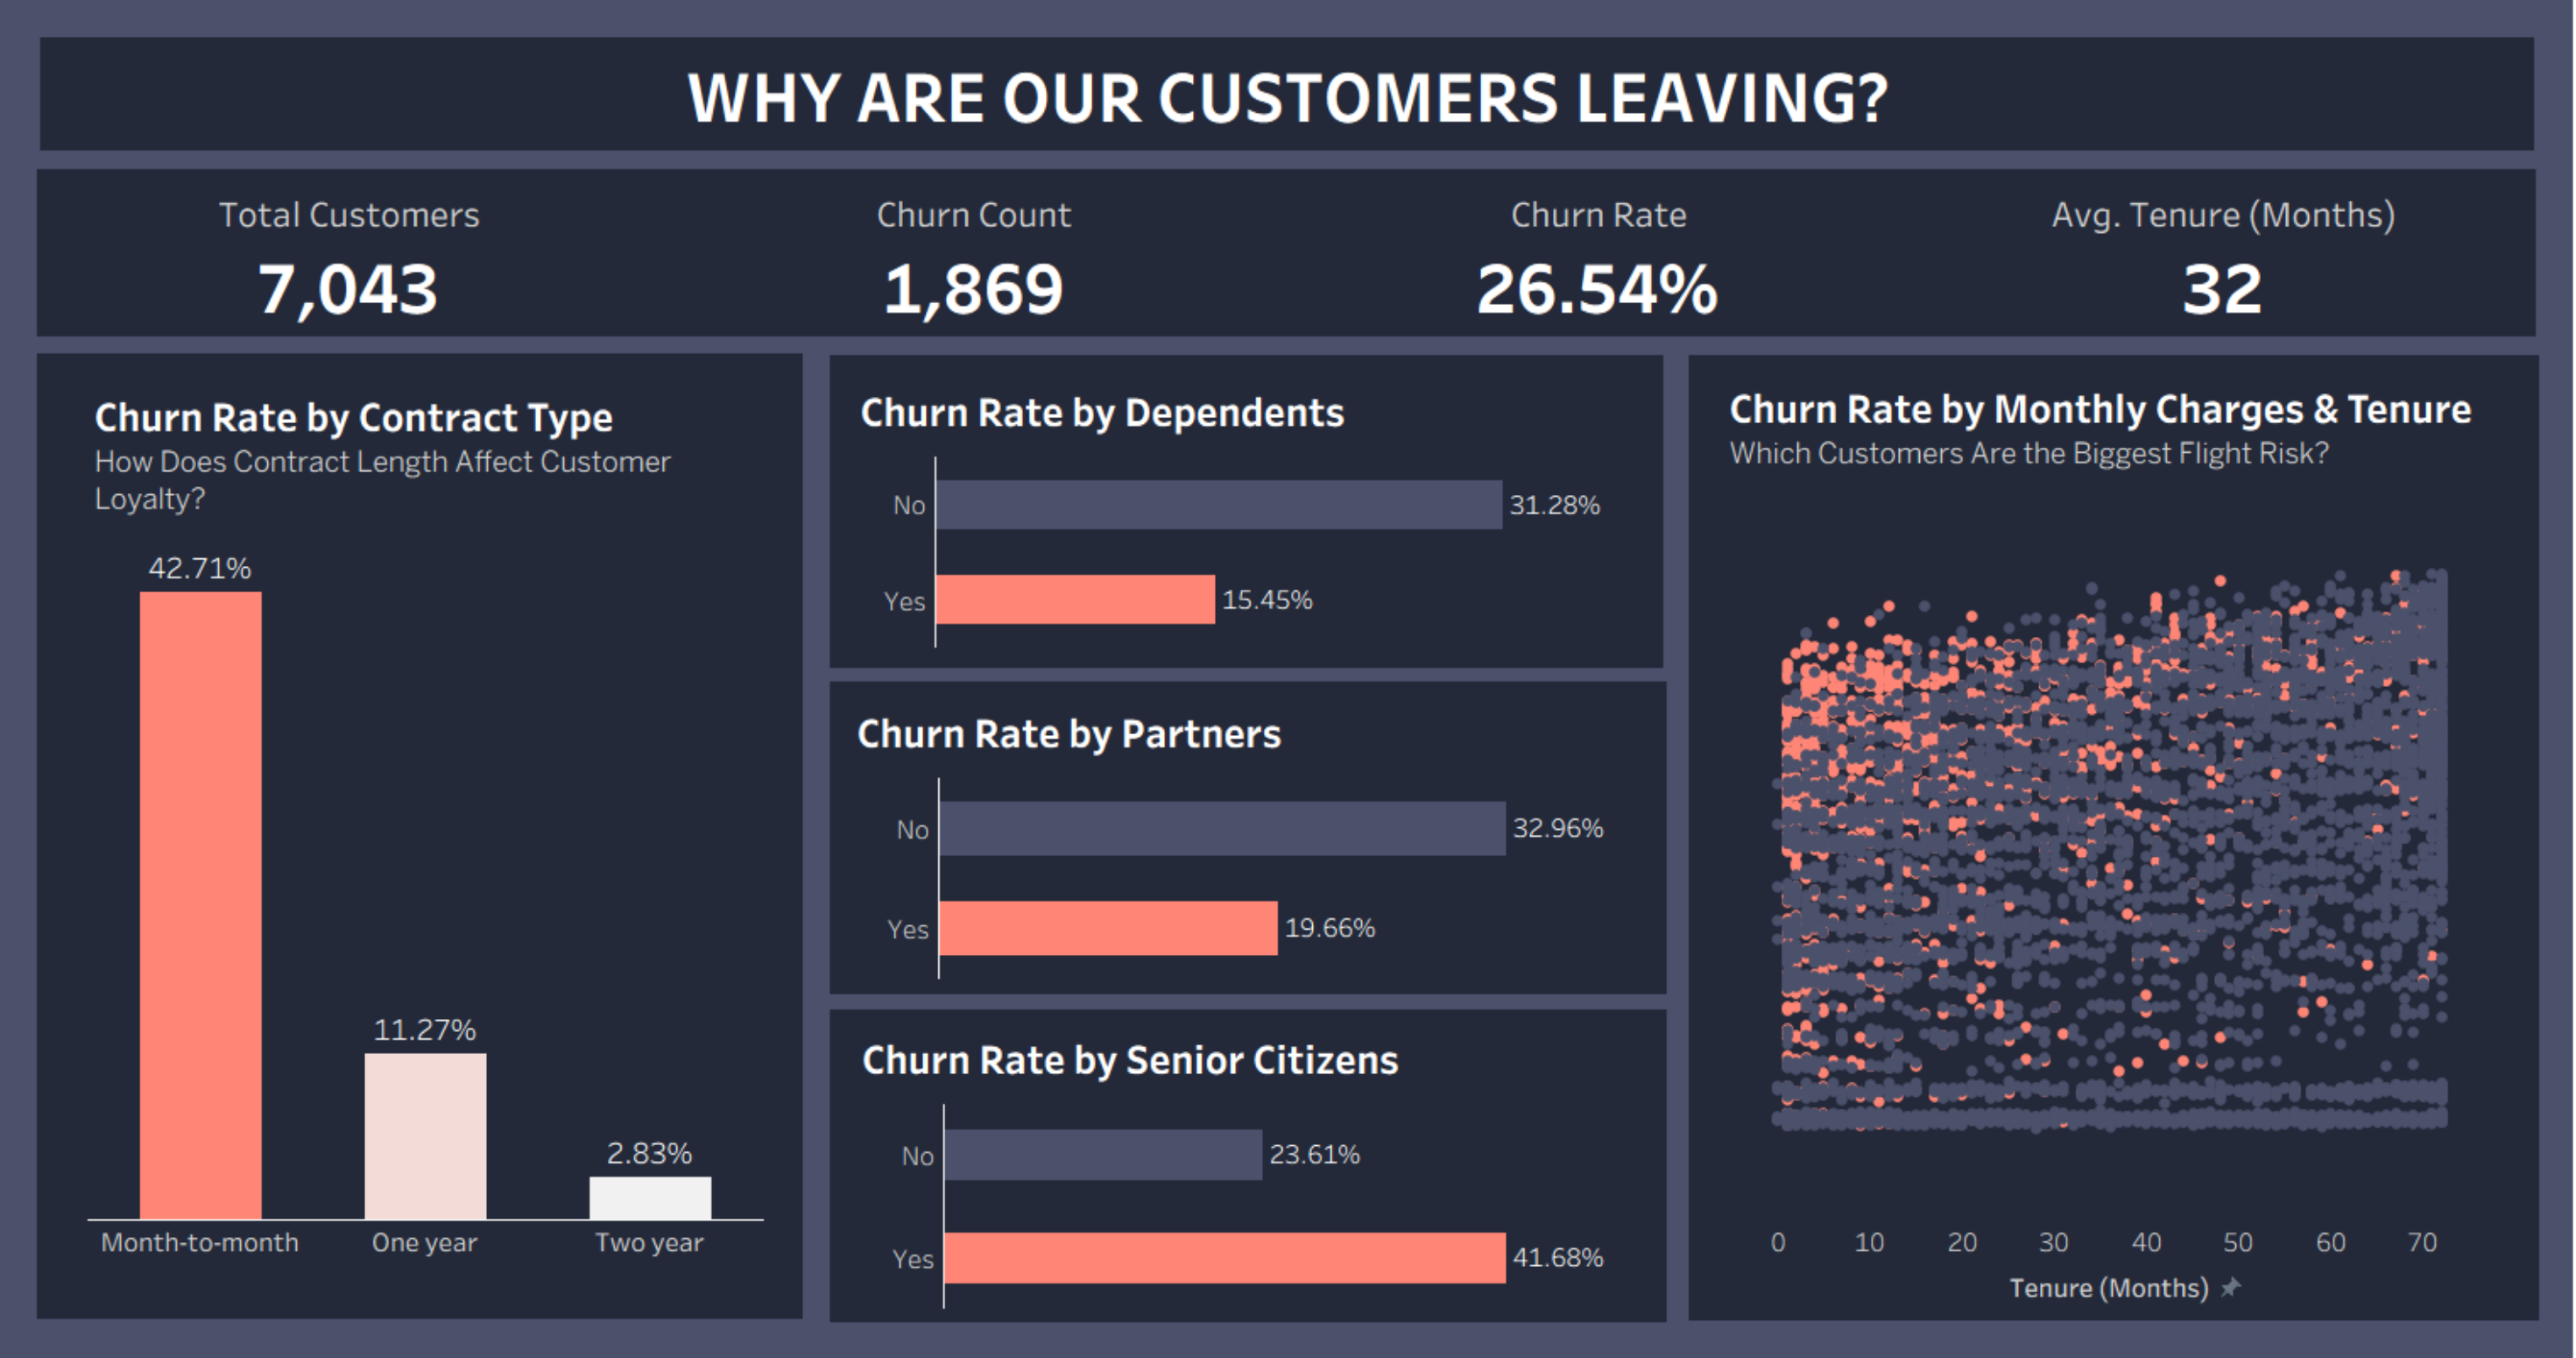 WHY ARE OUR CUSTOMERS LEAVING?
Total Customers
7,043
Churn Count
1,869
Churn Rate
26.54%
Avg. Tenure (Months)
32
Churn Rate by Contract Type
How Does Contract Length Affect Customer
Loyalty?
42.71%
11.27%
2.83%
Month-to-month
One year
Two year
Churn Rate by Dependents
No
31.28%
Yes
15.45%
Churn Rate by Partners
No
32.96%
Yes
19.66%
Churn Rate by Senior Citizens
No
23.61%
Yes
41.68%
Churn Rate by Monthly Charges & Tenure
Which Customers Are the Biggest Flight Risk?
0 10 20 30 40 50 60 70
Tenure (Months)